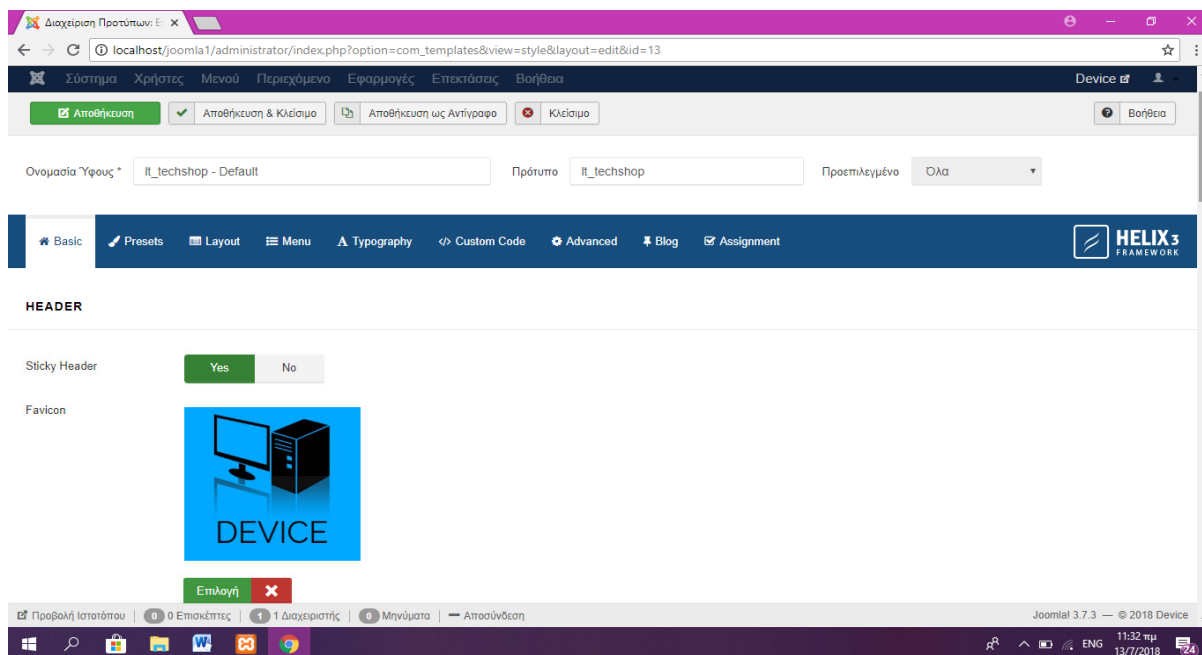 Διαχείριση Προτύπων: Ε
localhost/joomla1/administrator/index.php?option=com_templates&view=style&layout=edit&id=13
Σύστημα Χρήστες Μενού Περιεχόμενο Εφαρμογές Επεκτάσεις Βοήθεια Device
Αποθήκευση Αποθήκευση & Κλείσιμο Αποθήκευση ως Αντίγραφο Κλείσιμο Βοήθεια
Ονομασία Ύφους * lt_techshop - Default Πρότυπο lt_techshop Προεπιλεγμένο Όλα
Basic Presets Layout Menu Typography Custom Code Advanced Blog Assignment HELIX3
FRAMEWORK
HEADER
Sticky Header Yes No
Favicon
DEVICE
Επιλογή
Προβολή Ιστοτόπου 0 0 Επισκέπτες 1 1 Διαχειριστής 0 Μηνύματα Αποσύνδεση Joomla! 3.7.3 — © 2018 Device
ENG 11:32 πμ
13/7/2018 24